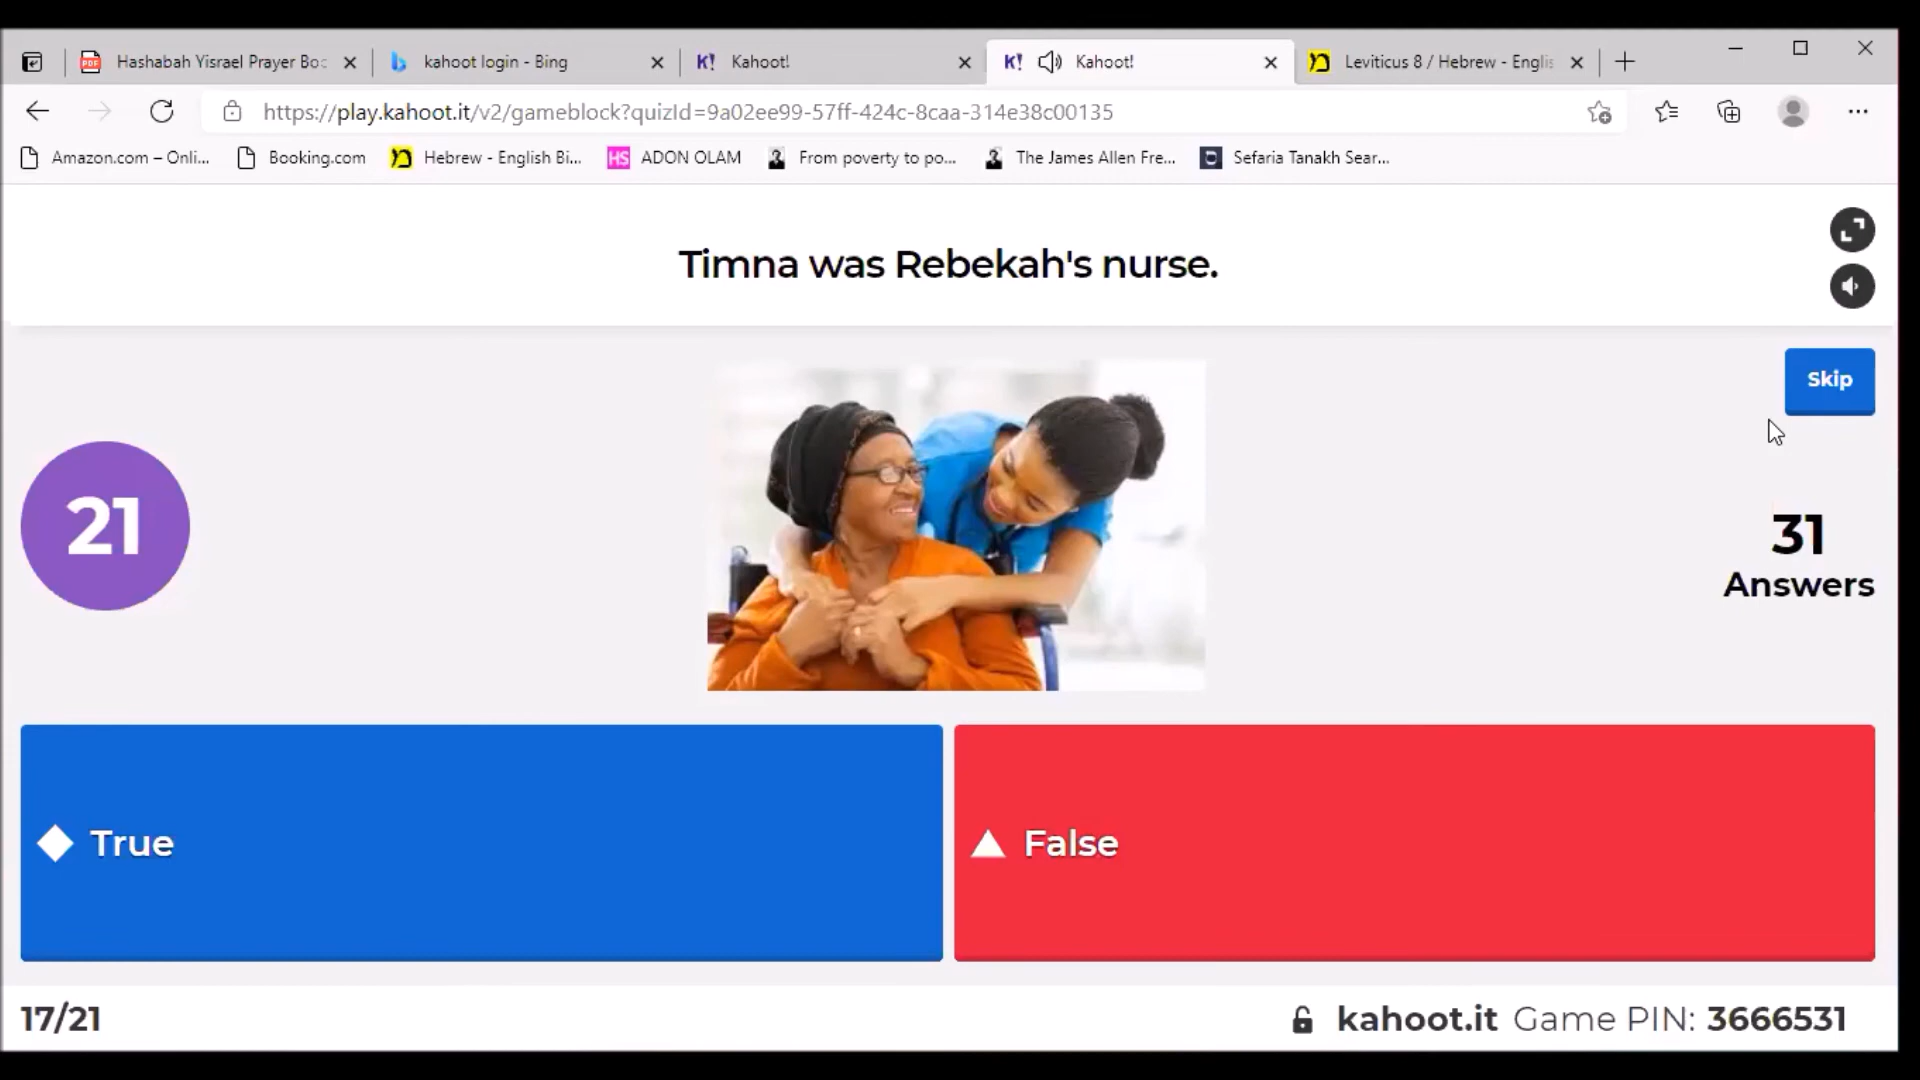 Hashabah Yisrael Prayer Boo
kahoot login - Bing
K! Kahoot!
K! Kahoot!
Leviticus 8 / Hebrew - Englis
https://play.kahoot.it/v2/gameblock?quizId=9a02ee99-57ff-424c-8caa-314e38c00135
Amazon.com – Onli...
Booking.com
Hebrew - English Bi...
HS ADON OLAM
From poverty to po...
The James Allen Fre...
Sefaria Tanakh Sear...
Timna was Rebekah's nurse.
Skip
21
31
Answers
True
False
17/21
kahoot.it Game PIN: 3666531